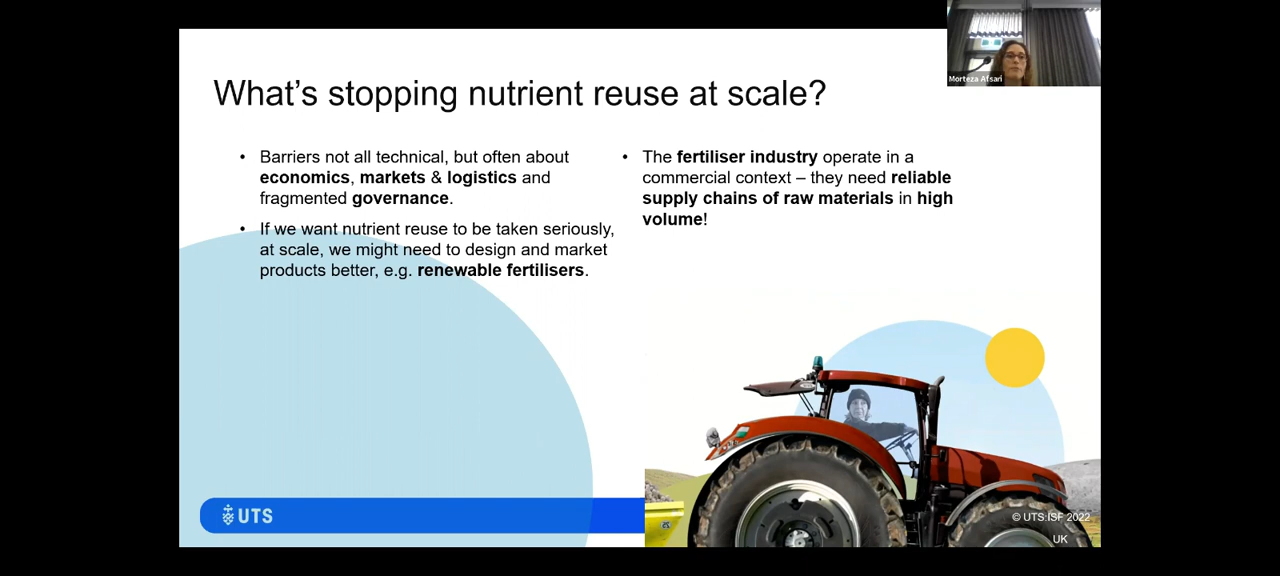 Morteza Afsari
What's stopping nutrient reuse at scale?
• Barriers not all technical, but often about
economics, markets & logistics and
fragmented governance.
• If we want nutrient reuse to be taken seriously,
at scale, we might need to design and market
products better, e.g. renewable fertilisers.
• The fertiliser industry operate in a
commercial context – they need reliable
supply chains of raw materials in high
volume!
UTS
© UTS:ISF 2022
UK